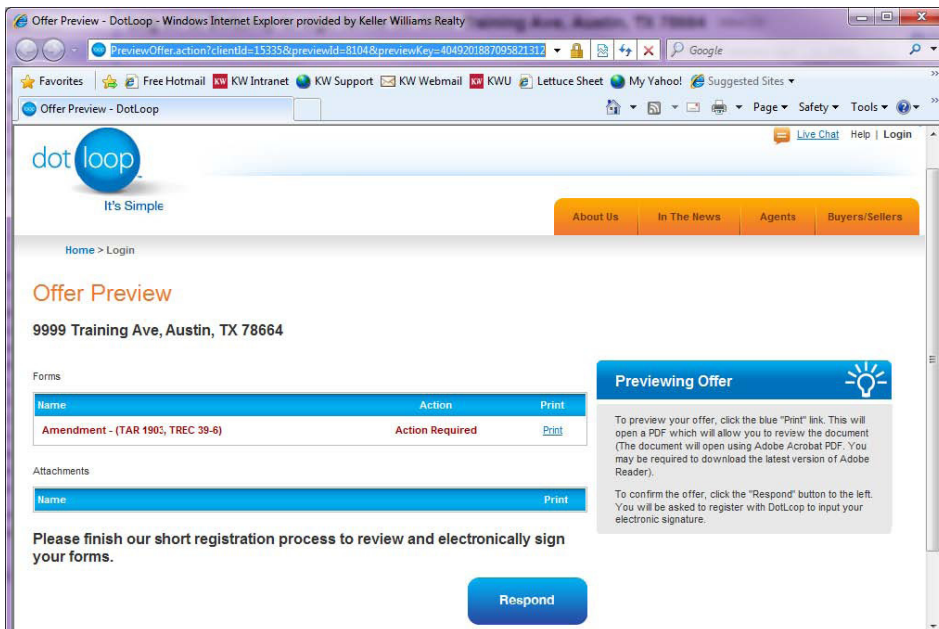 Offer Preview - DotLoop - Windows Internet Explorer provided by Keller Williams Realty
PreviewOffer.action?clientId=15335&previewId=8104&previewKey=4049201887095821312
Google
Favorites Free Hotmail KW KW Intranet KW Support KW Webmail KW KWU Lettuce Sheet My Yahoo! Suggested Sites
Offer Preview - DotLoop
Page Safety Tools
Live Chat Help | Login
dot loop
It's Simple
About Us In The News Agents Buyers/Sellers
Home > Login
Offer Preview
9999 Training Ave, Austin, TX 78664
Forms
Name Action Print
Amendment - (TAR 1903, TREC 39-6) Action Required Print
Attachments
Name Print
Please finish our short registration process to review and electronically sign
your forms.
Respond
Previewing Offer
To preview your offer, click the blue "Print" link. This will
open a PDF which will allow you to review the document
(The document will open using Adobe Acrobat PDF. You
may be required to download the latest version of Adobe
Reader).
To confirm the offer, click the "Respond" button to the left.
You will be asked to register with DotLoop to input your
electronic signature.